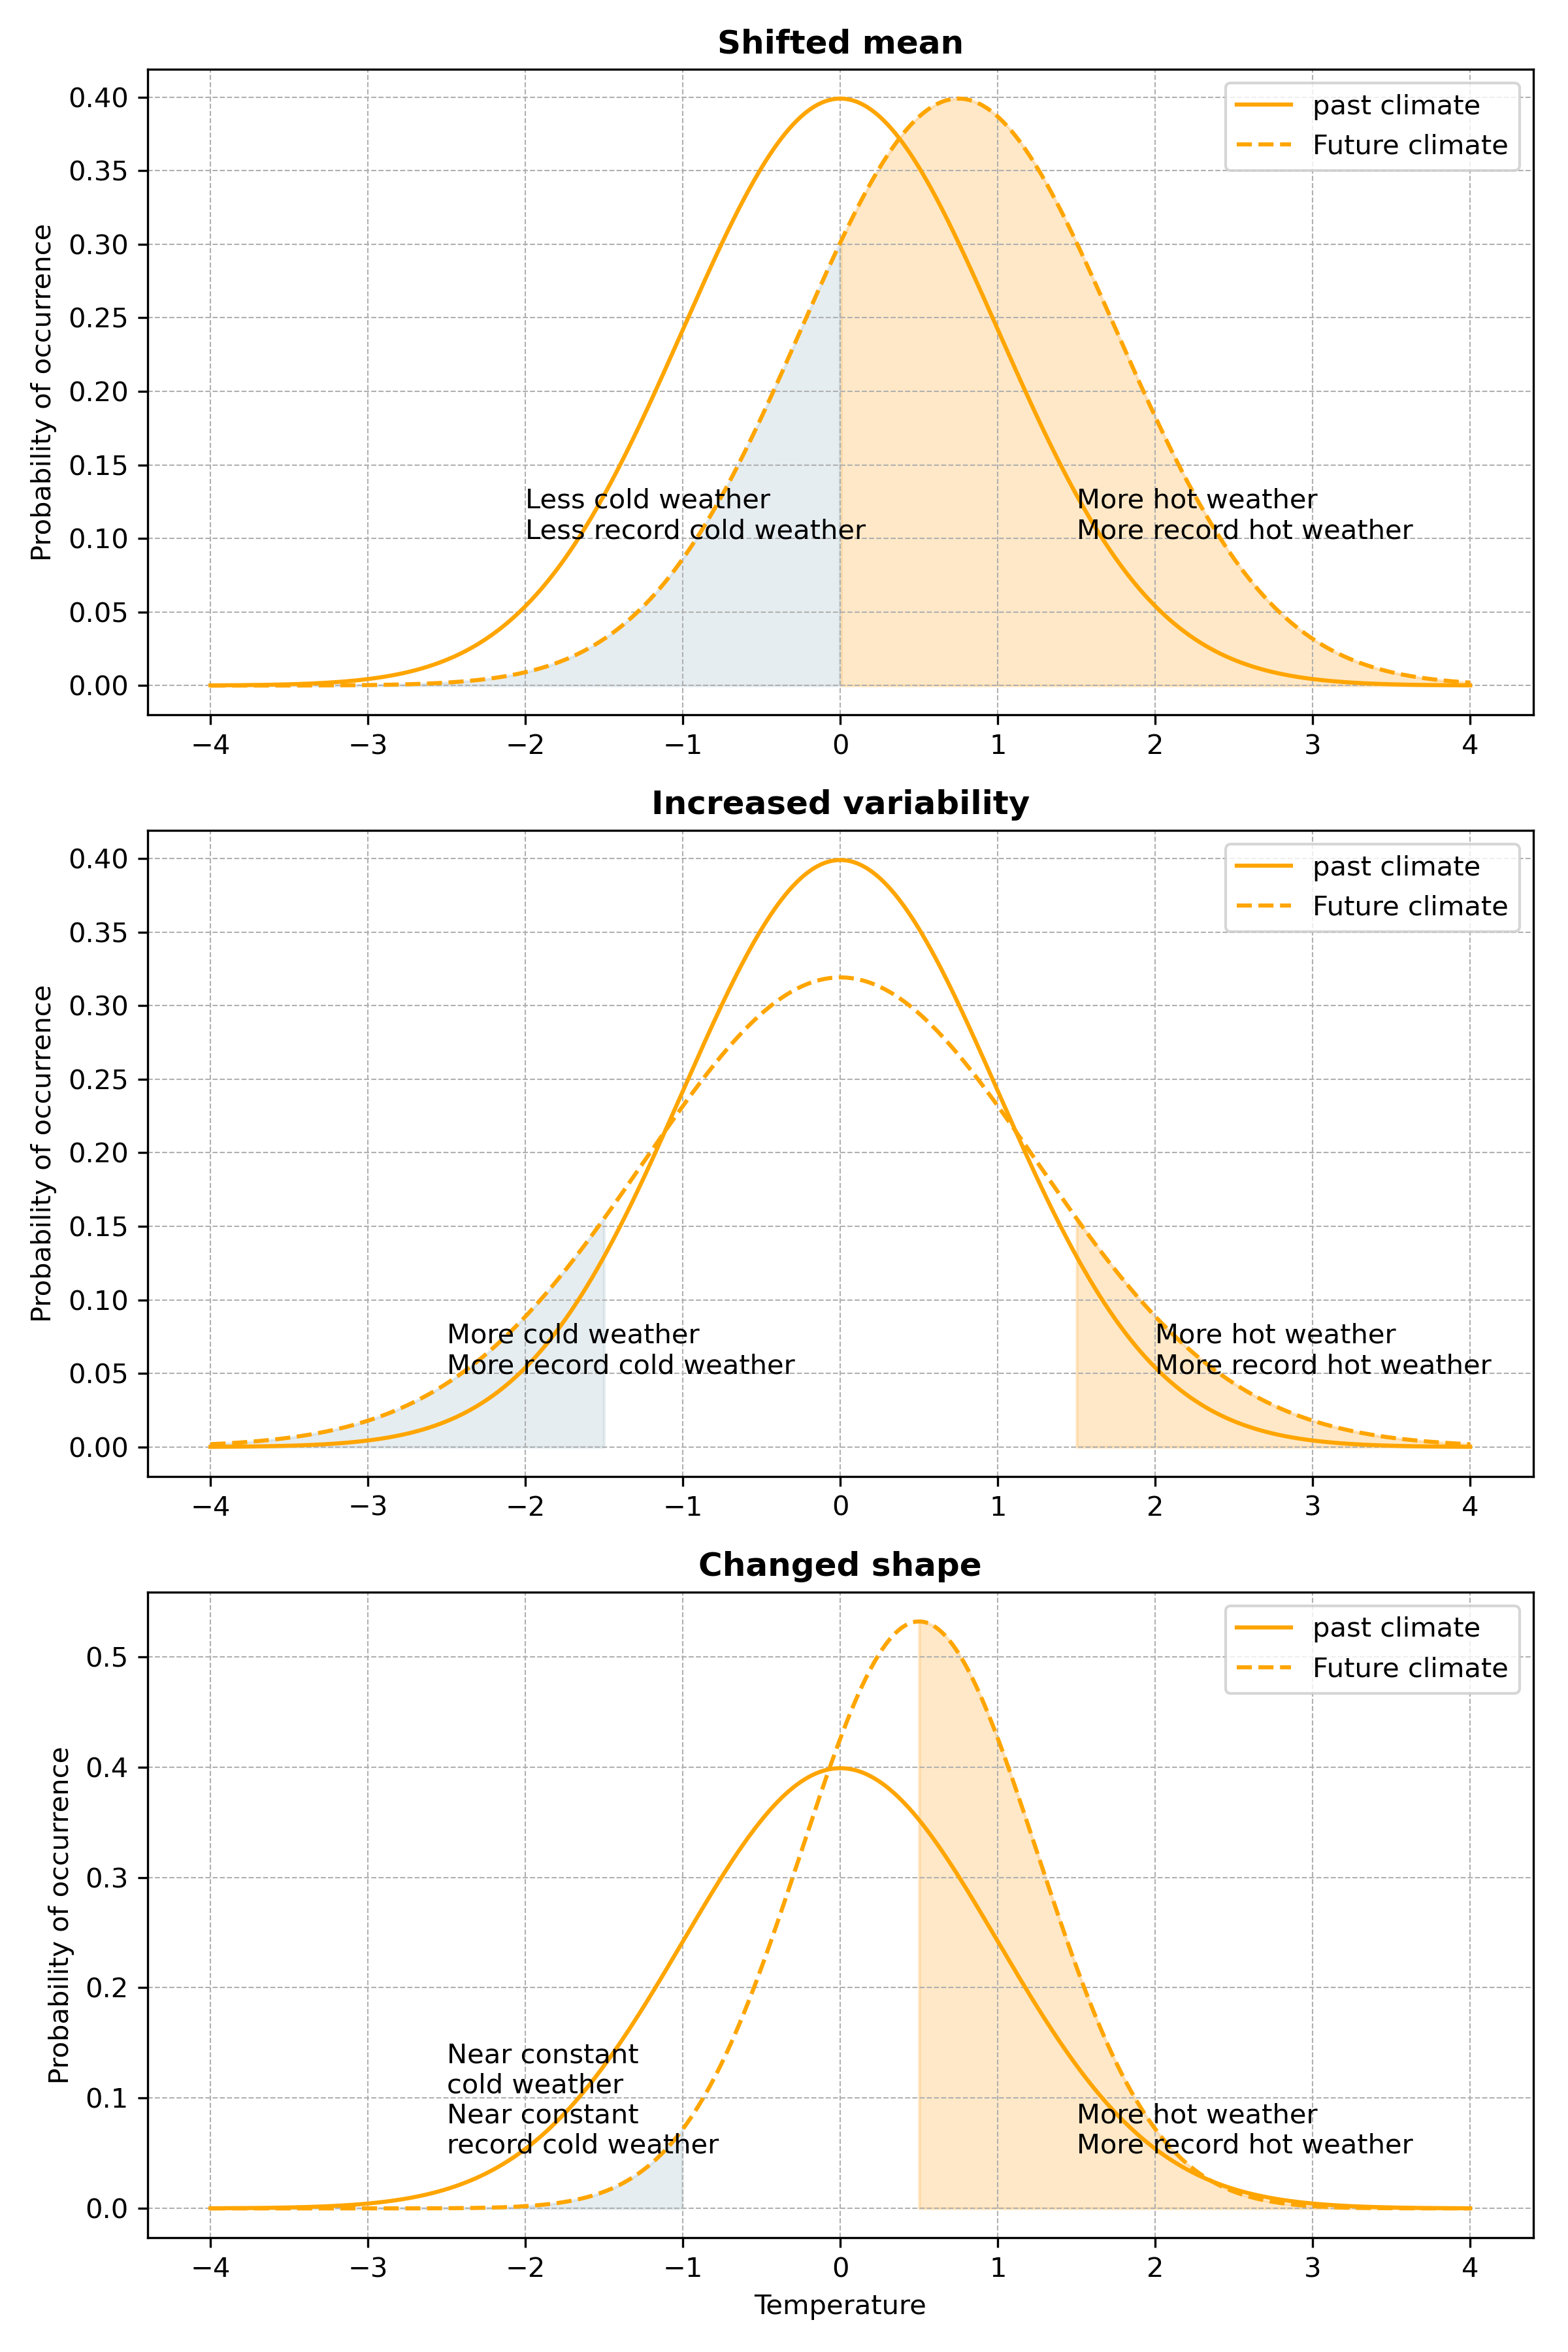 Shifted mean
past climate
Future climate
Probability of occurrence
0.40
0.35
0.30
0.25
0.20
0.15
0.10
0.05
0.00
Less cold weather
Less record cold weather
More hot weather
More record hot weather
−4
−3
−2
−1
0
1
2
3
4
Increased variability
past climate
Future climate
Probability of occurrence
0.40
0.35
0.30
0.25
0.20
0.15
0.10
0.05
0.00
More cold weather
More record cold weather
More hot weather
More record hot weather
−4
−3
−2
−1
0
1
2
3
4
Changed shape
past climate
Future climate
Probability of occurrence
0.5
0.4
0.3
0.2
0.1
0.0
Near constant
cold weather
Near constant
record cold weather
More hot weather
More record hot weather
−4
−3
−2
−1
0
1
2
3
4
Temperature